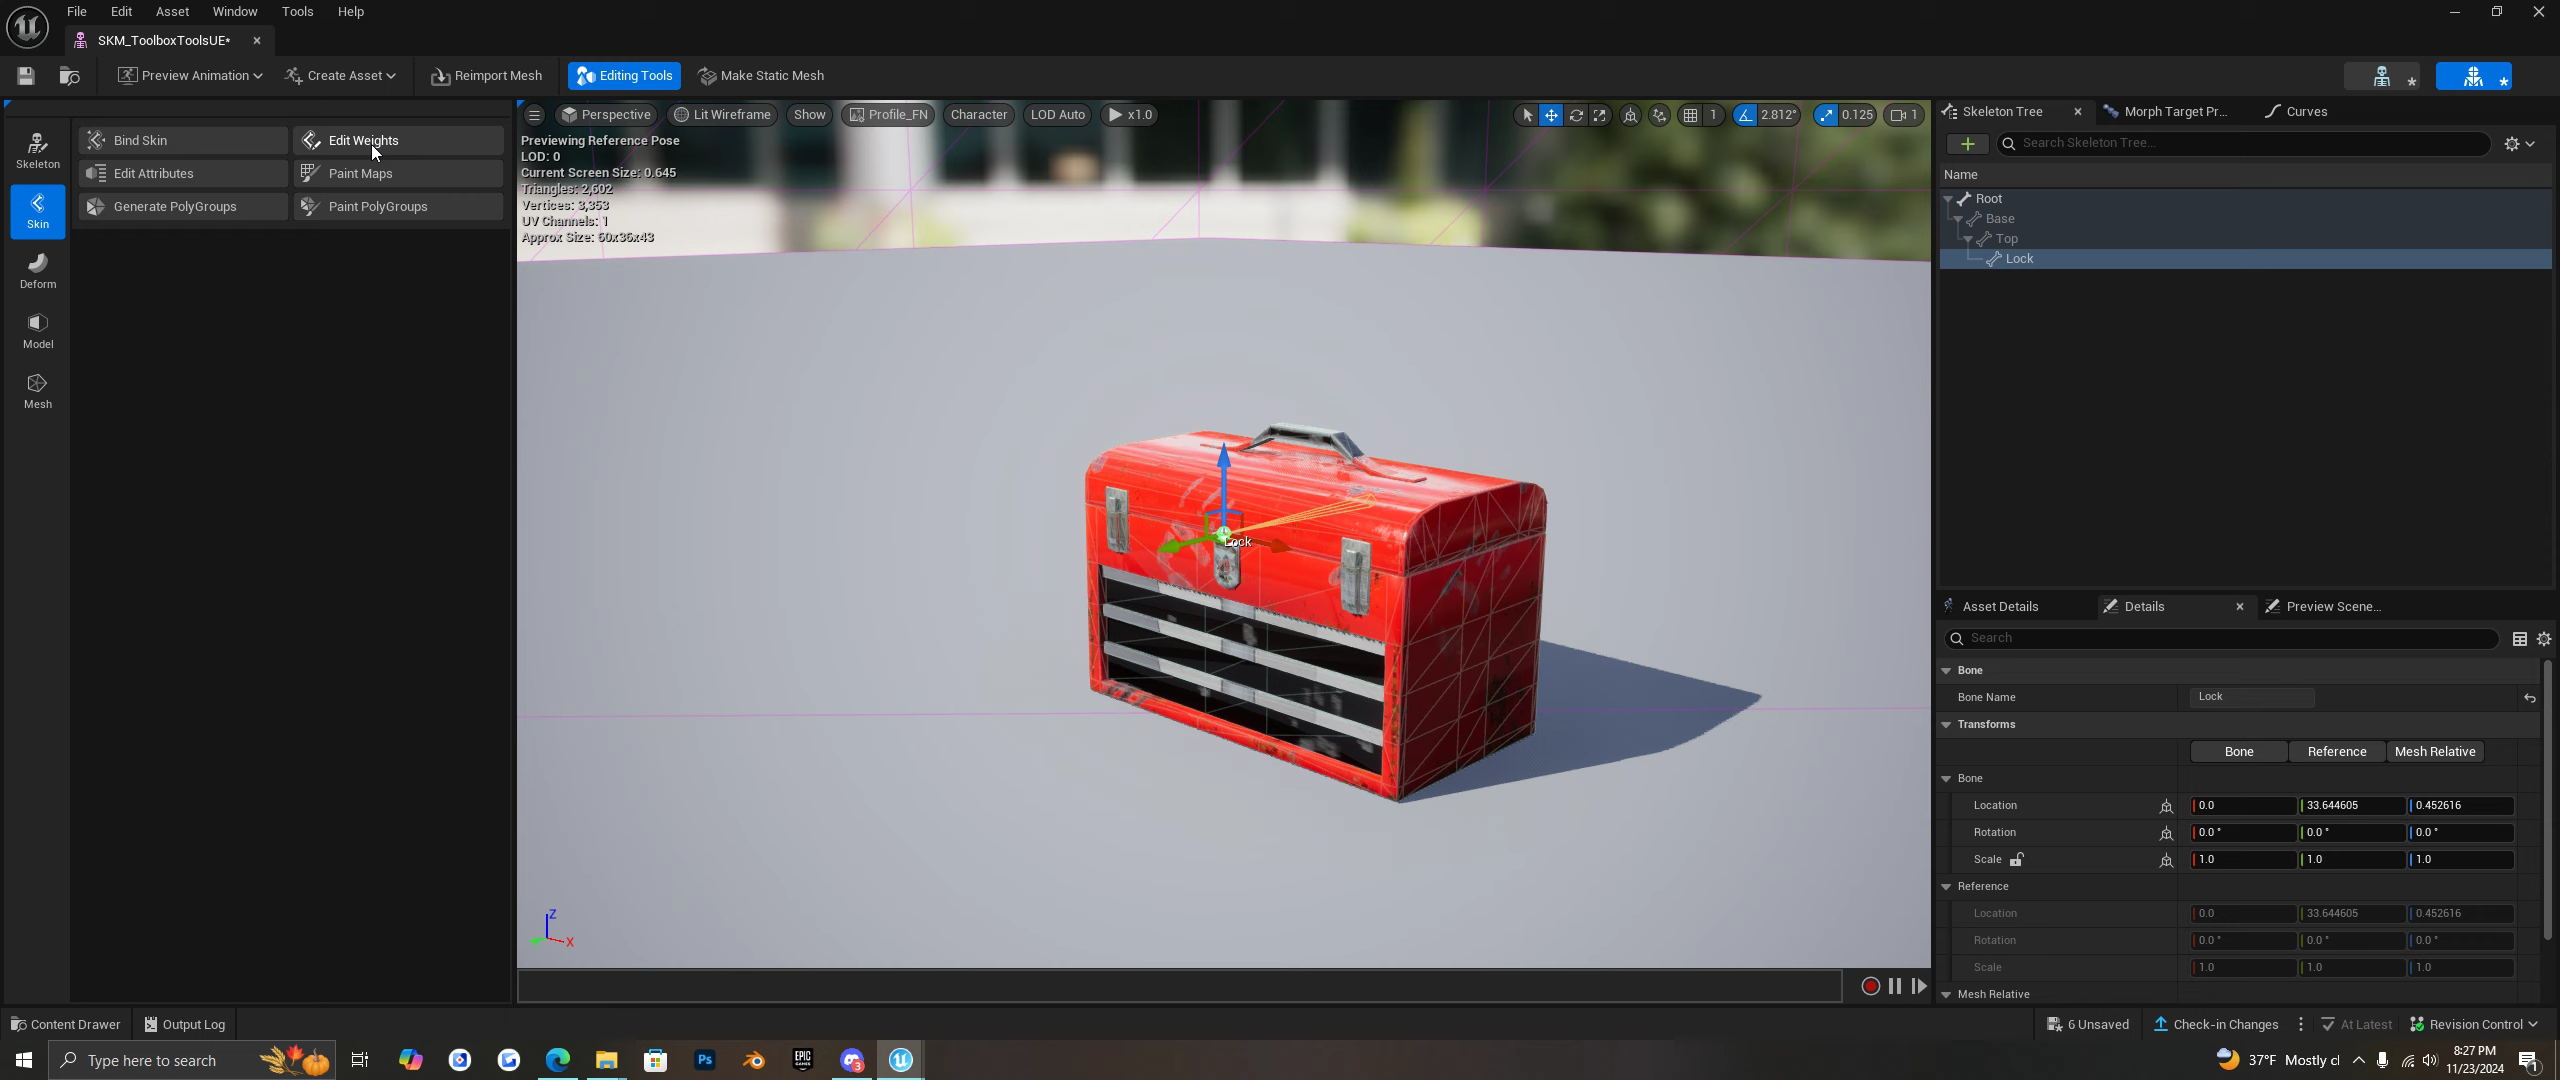 File Edit Asset Window Tools Help
SKM_ToolboxToolsUE*
Preview Animation Create Asset Reimport Mesh Editing Tools Make Static Mesh
Skeleton
Skin
Deform
Model
Mesh
Bind Skin Edit Weights
Edit Attributes Paint Maps
Generate PolyGroups Paint PolyGroups
Perspective Lit Wireframe Show Profile_FN Character LOD Auto x1.0 1 2.812° 0.125 1
Previewing Reference Pose
LOD: 0
Current Screen Size: 0.645
Triangles: 2,602
Vertices: 3,353
UV Channels: 1
Approx Size: 60x36x43
Lock
Z
X
Skeleton Tree Morph Target Pr... Curves
Search Skeleton Tree...
Name
Root
Base
Top
Lock
Asset Details Details Preview Scene...
Search
Bone
Bone Name Lock
Transforms
Bone Reference Mesh Relative
Bone
Location 0.0 33.644605 0.452616
Rotation 0.0 ° 0.0 ° 0.0 °
Scale 1.0 1.0 1.0
Reference
Location 0.0 33.644605 0.452616
Rotation 0.0 ° 0.0 ° 0.0 °
Scale 1.0 1.0 1.0
Mesh Relative
Content Drawer Output Log 6 Unsaved Check-in Changes At Latest Revision Control
Type here to search Ps EPIC GAMES 3 37°F Mostly cl 8:27 PM
11/23/2024 1